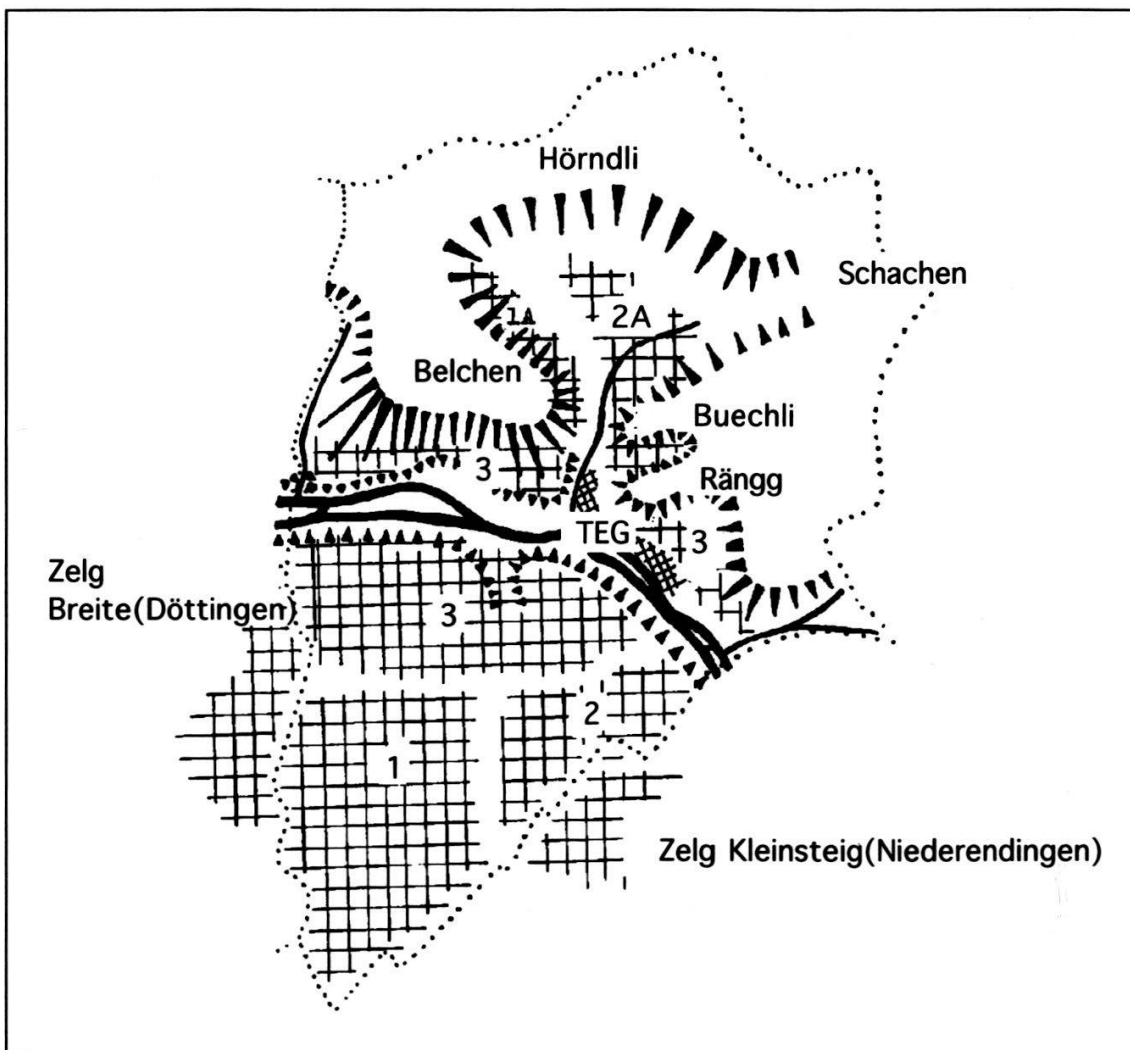 Hörndli
Schachen
1A
2A
Belchen
Buechli
3
Rängg
TEG
3
Zelg
Breite(Döttingen)
3
2
1
Zelg Kleinsteig(Niederendingen)